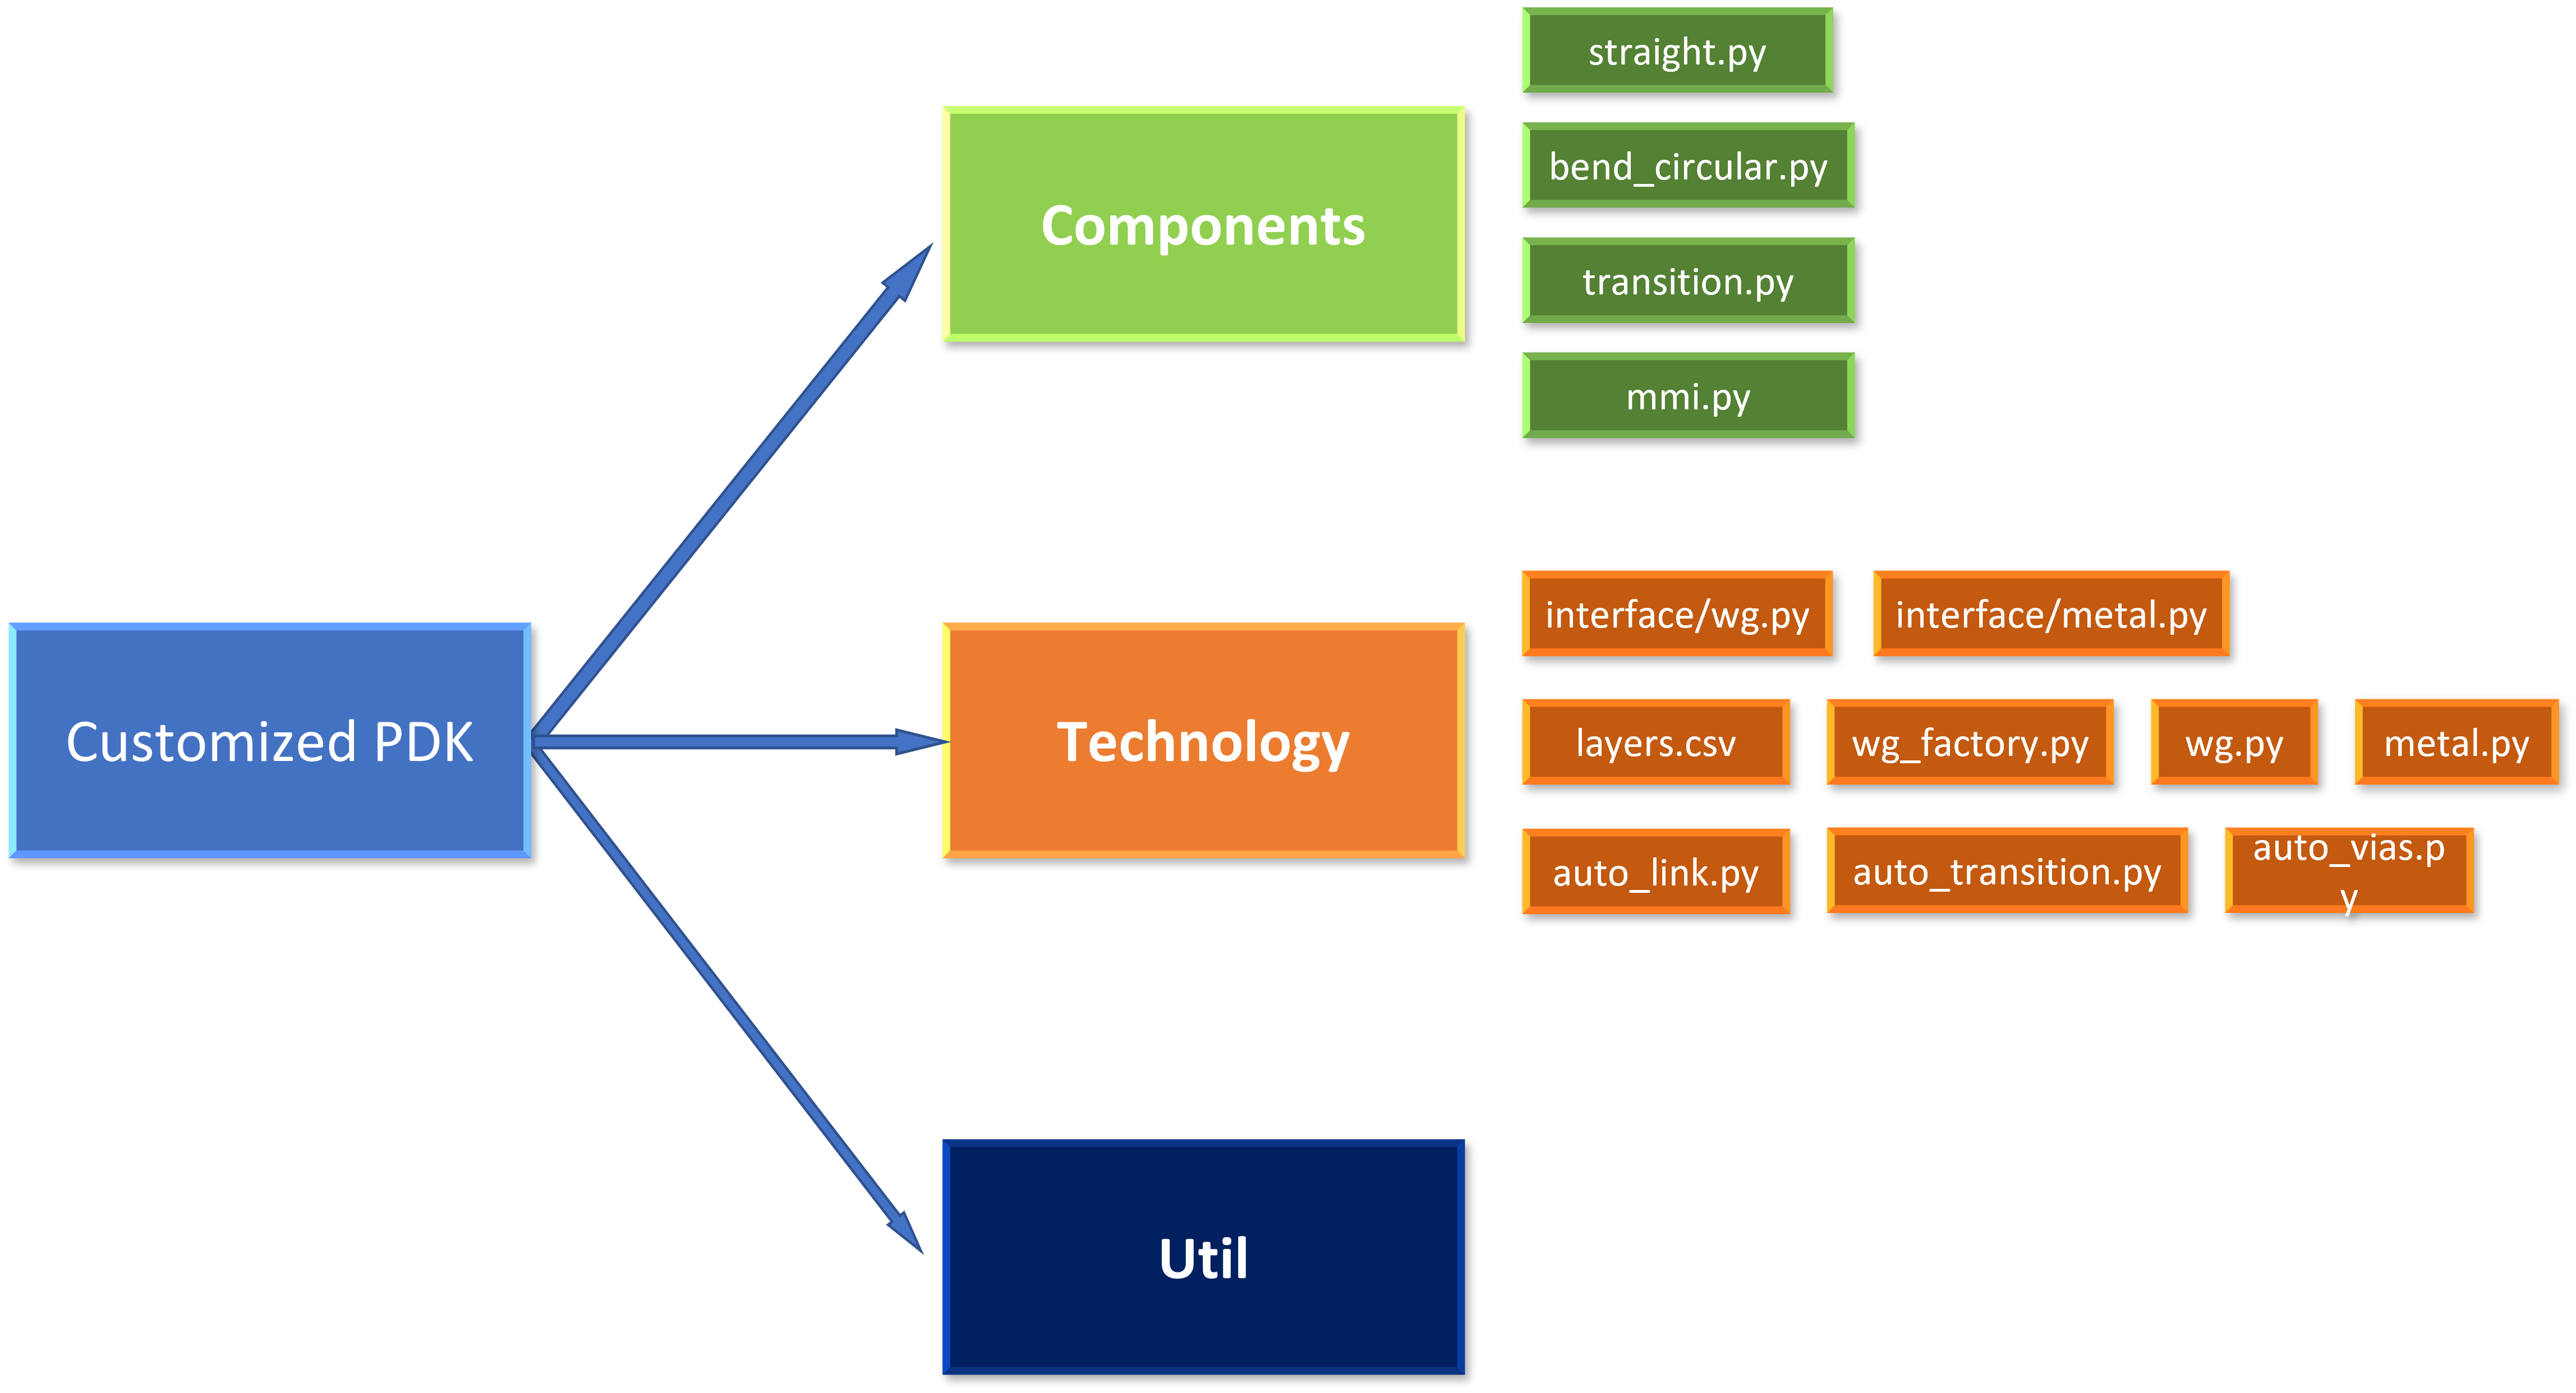 straight.py
bend_circular.py
Components
transition.py
mmi.py
interface/wg.py
interface/metal.py
Customized PDK
Technology
layers.csv
wg_factory.py
wg.py
metal.py
auto_link.py
auto_transition.py
auto_vias.p
y
Util